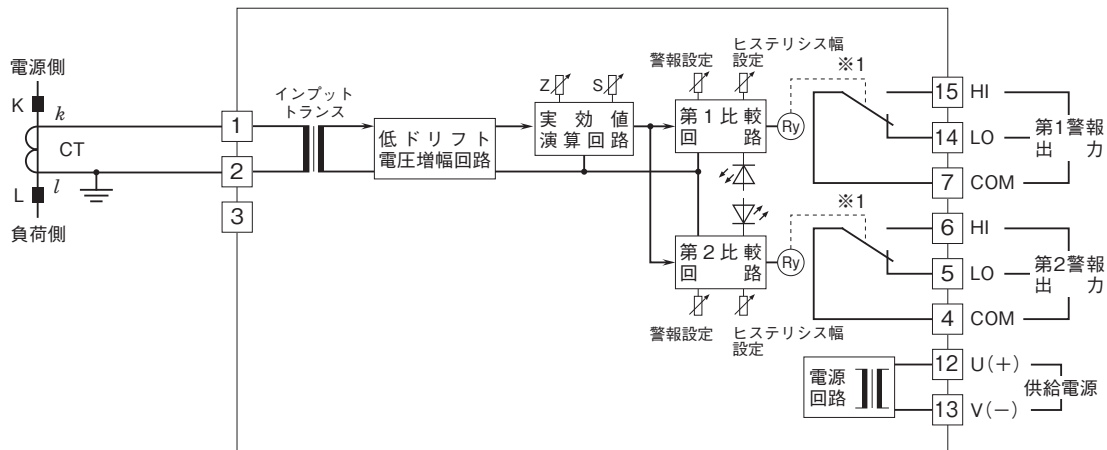 電源側
K
k
CT
L
l
負荷側
1
2
3
インプット
トランス
低ドリフト
電圧増幅回路
Z
S
実効値
演算回路
警報設定
ヒステリシス幅
設定
第1比較
回路
Ry
※1
15 HI
14 LO
7 COM
第1警報
出力
第2比較
回路
Ry
※1
6 HI
5 LO
4 COM
第2警報
出力
警報設定
ヒステリシス幅
設定
電源
回路
12 U(+)
13 V(−)
供給電源